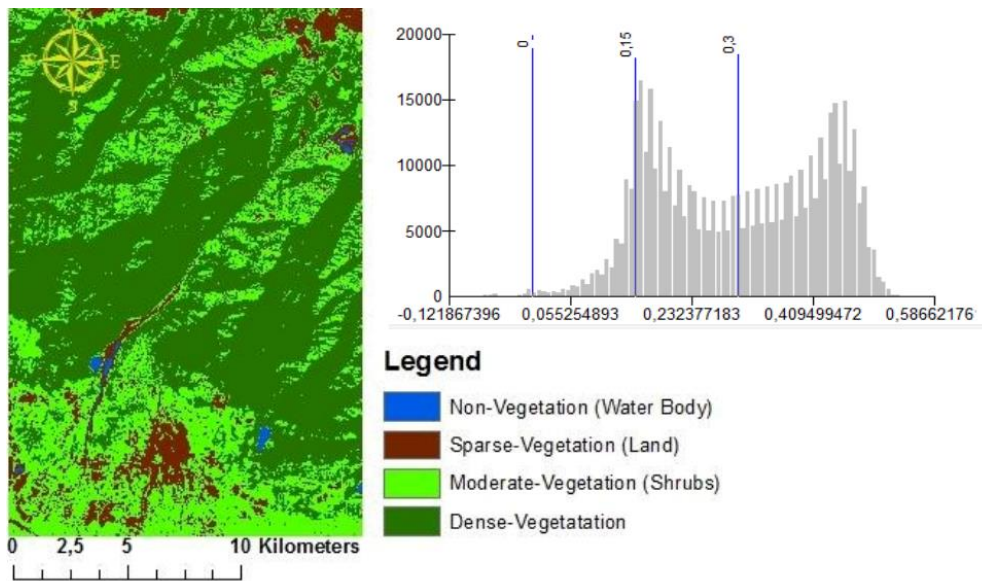 E
S
20000
15000
10000
5000
0
0
0,15
0,3
-0,121867396 0,055254893 0,232377183 0,409499472 0,586622176
Legend
Non-Vegetation (Water Body)
Sparse-Vegetation (Land)
Moderate-Vegetation (Shrubs)
Dense-Vegetatation
0 2,5 5 10 Kilometers